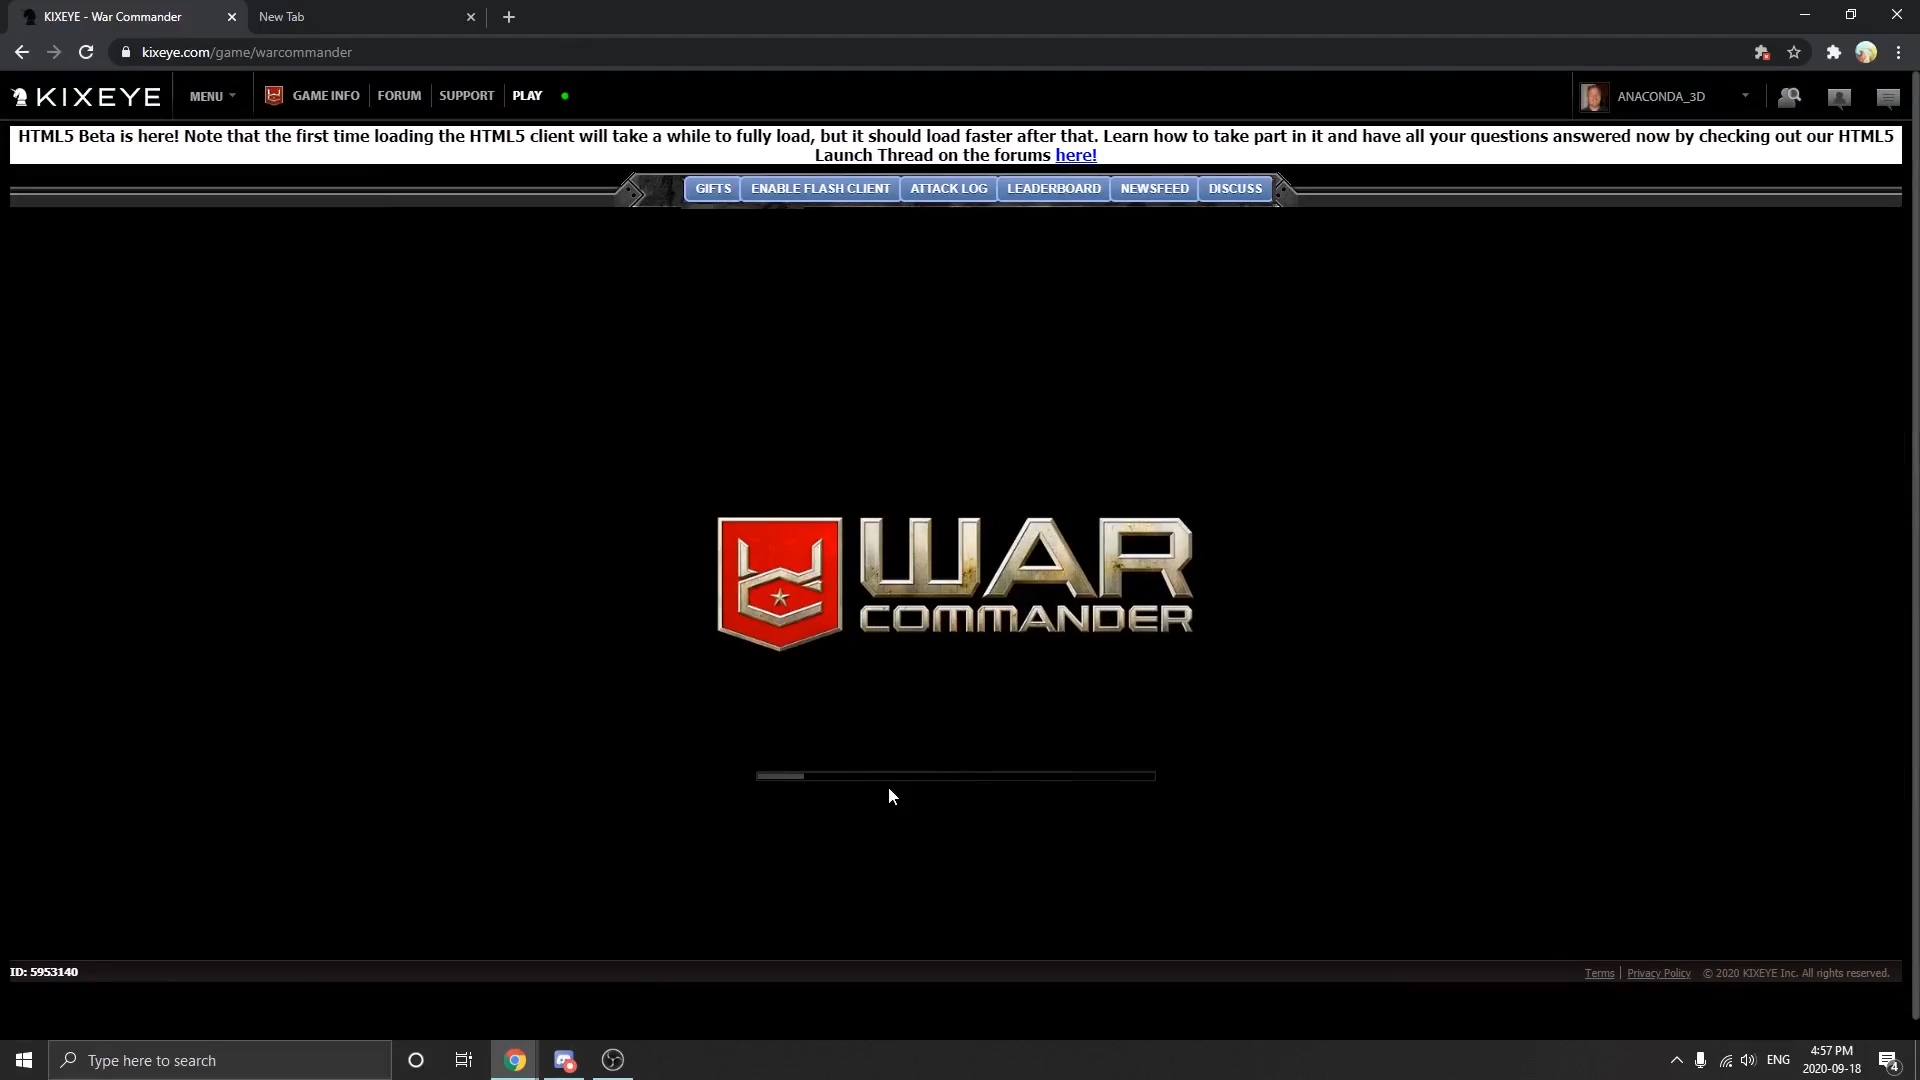 KIXEYE - War Commander
New Tab
kixeye.com/game/warcommander
KIXEYE
MENU
GAME INFO
FORUM
SUPPORT
PLAY
ANACONDA_3D
HTML5 Beta is here! Note that the first time loading the HTML5 client will take a while to fully load, but it should load faster after that. Learn how to take part in it and have all your questions answered now by checking out our HTML5
Launch Thread on the forums here!
GIFTS
ENABLE FLASH CLIENT
ATTACK LOG
LEADERBOARD
NEWSFEED
DISCUSS
WAR
COMMANDER
ID: 5953140
Terms
Privacy Policy
© 2020 KIXEYE Inc. All rights reserved.
Type here to search
ENG
4:57 PM
2020-09-18
4